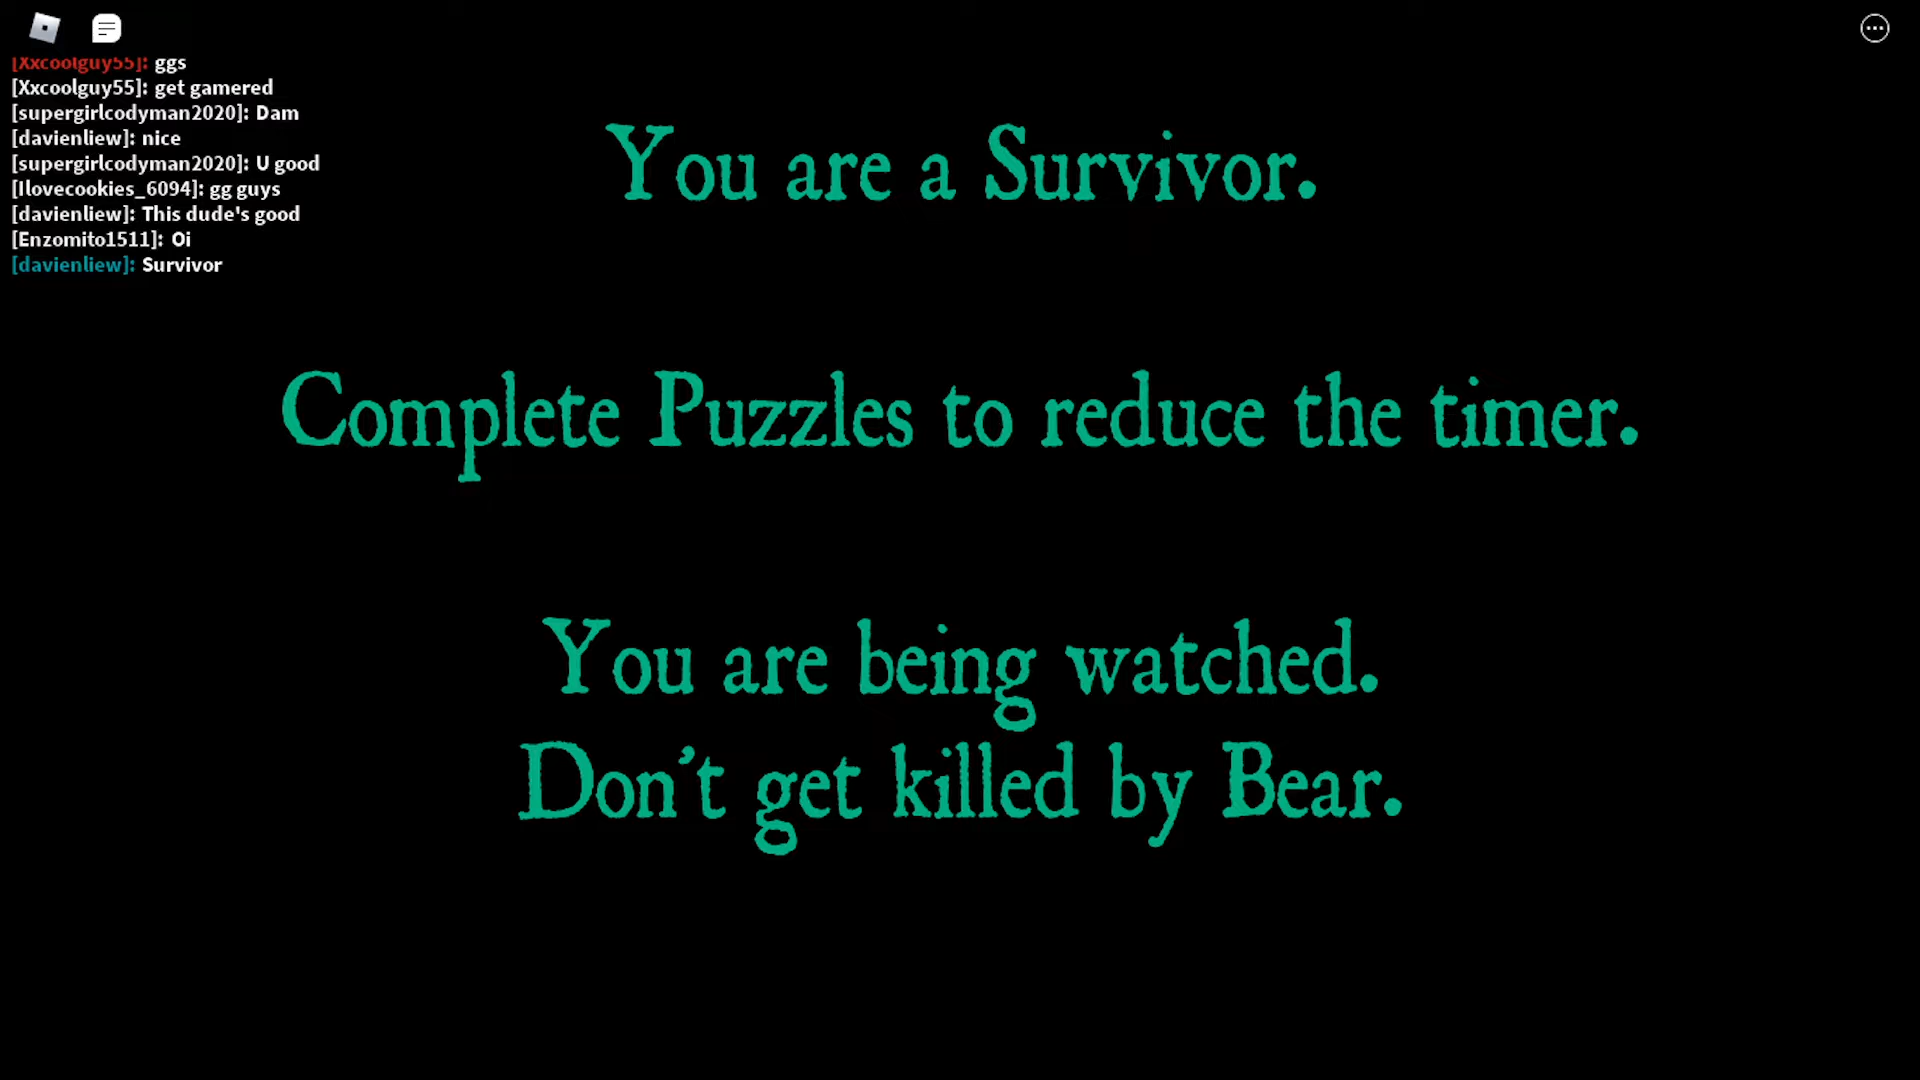 [Xxcoolguy55]: ggs
[Xxcoolguy55]: get gamered
[supergirlcodyman2020]: Dam
[davienliew]: nice
[supergirlcodyman2020]: U good
[Ilovecookies_6094]: gg guys
[davienliew]: This dude's good
[Enzomito1511]: Oi
[davienliew]: Survivor
You are a Survivor.
Complete Puzzles to reduce the timer.
You are being watched.
Don't get killed by Bear.